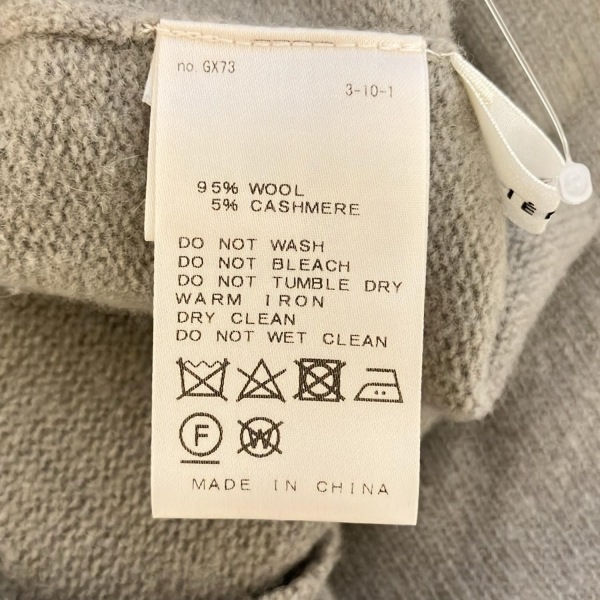 no. GX73
3-10-1
95% WOOL
5% CASHMERE
DO NOT WASH
DO NOT BLEACH
DO NOT TUMBLE DRY
WARM IRON
DRY CLEAN
DO NOT WET CLEAN
F
W
MADE IN CHINA